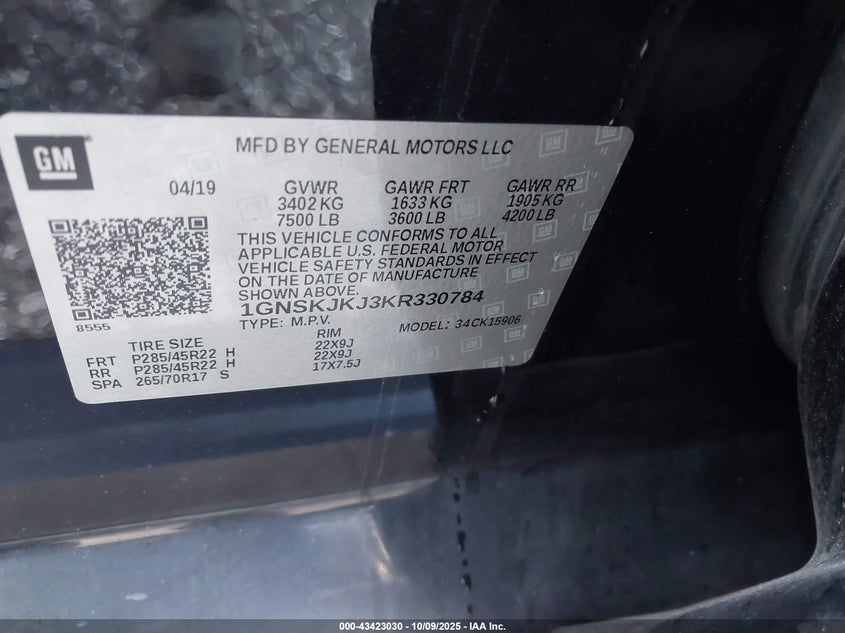 GM
MFD BY GENERAL MOTORS LLC
04/19 GVWR GAWR FRT GAWR RR
3402 KG 1633 KG 1905 KG
7500 LB 3600 LB 4200 LB
THIS VEHICLE CONFORMS TO ALL
APPLICABLE U.S. FEDERAL MOTOR
VEHICLE SAFETY STANDARDS IN EFFECT
ON THE DATE OF MANUFACTURE
SHOWN ABOVE.
1GNSKJKJ3KR330784
8555
TYPE: M.P.V. MODEL: 34CK15906
TIRE SIZE RIM
FRT P285/45R22 H 22X9J
RR P285/45R22 H 22X9J
SPA 265/70R17 S 17X7.5J
000-43423030 - 10/09/2025 - IAA Inc.